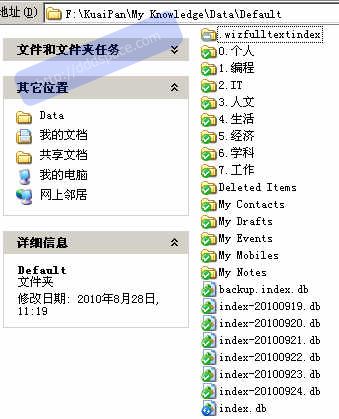 地址(D) F:\KuaiPan\My Knowledge\Data\Default
文件和文件夹任务
其它位置
Data
我的文档
共享文档
我的电脑
网上邻居
详细信息
Default
文件夹
修改日期: 2010年8月28日,
11:19
.wizfulltextindex
0.个人
1.编程
2.IT
3.人文
4.生活
5.经济
6.学科
7.工作
Deleted Items
My Contacts
My Drafts
My Events
My Mobiles
My Notes
backup.index.db
index-20100919.db
index-20100920.db
index-20100921.db
index-20100922.db
index-20100923.db
index-20100924.db
index.db